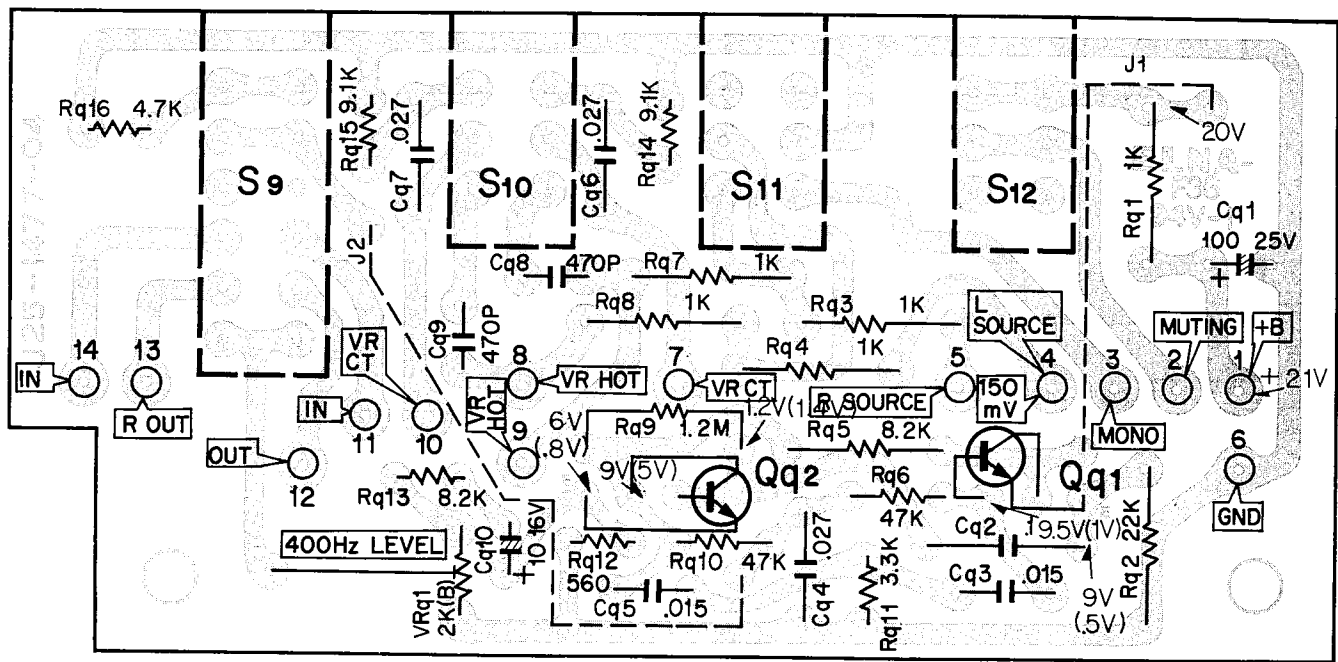 J1
Rq16 4.7K
Rq15 9.1K
.027
Cq7
.027
Cq6
Rq14 9.1K
20V
S9
S10
S11
S12
Rq1 1K
Cq1
100 25V
+
J2
Cq8 470P
Rq7 1K
Rq8 1K
Rq3 1K
Cq9 470P
Rq4 1K
L SOURCE
MUTING
+B
VR CT
14
13
8
7
5
4
3
2
1
IN
VR HOT
VR CT
R SOURCE
150 mV
+21V
R OUT
IN
11
10
VR HOT
9
6V
(.8V)
Rq9 1.2M
1.2V(1.4V)
Rq5 8.2K
MONO
6
OUT
12
Rq13 8.2K
9V(5V)
Qq2
Rq6
47K
Qq1
GND
400Hz LEVEL
Cq10
10 16V
+
Rq12
560
Rq10 47K
.027
Cq4
Cq2 .1
9.5V(1V)
Rq2 22K
VRq1
2K(B)
Cq5 .015
Rq11 3.3K
Cq3 .015
9V
(.5V)
J25-1477-04